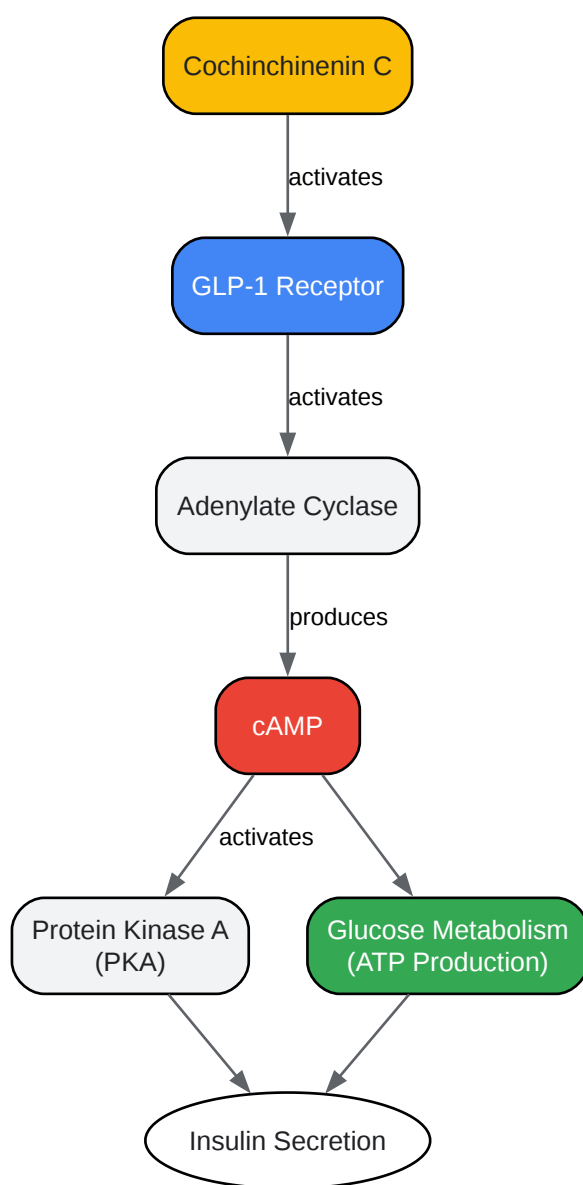 Cochinchinenin C
activates
GLP-1 Receptor
activates
Adenylate Cyclase
produces
cAMP
activates
Protein Kinase A
(PKA)
Glucose Metabolism
(ATP Production)
Insulin Secretion